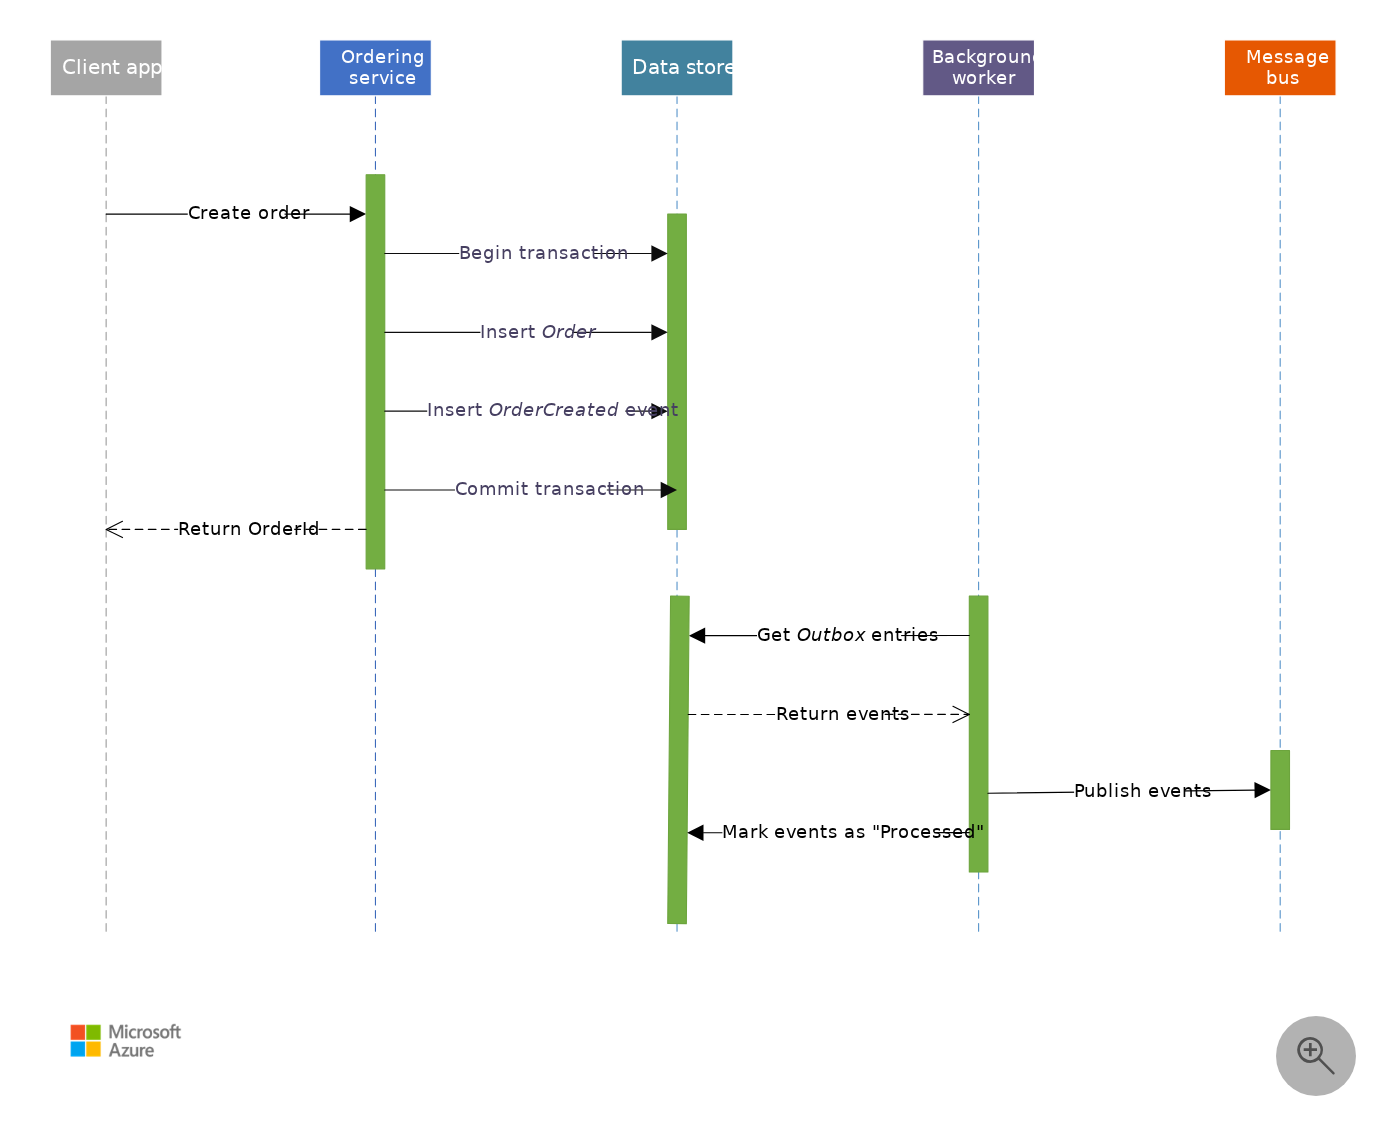 Client app
Ordering
service
Data store
Background
worker
Message
bus
Create order
Begin transaction
Insert Order
Insert OrderCreated event
Commit transaction
Return OrderId
Get Outbox entries
Return events
Publish events
Mark events as "Processed"
Microsoft
Azure